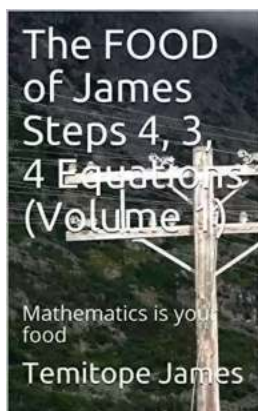 The FOOD
of James
Steps 4, 3,
4 Equations
(Volume 1)
Mathematics is your
food
Temitope James